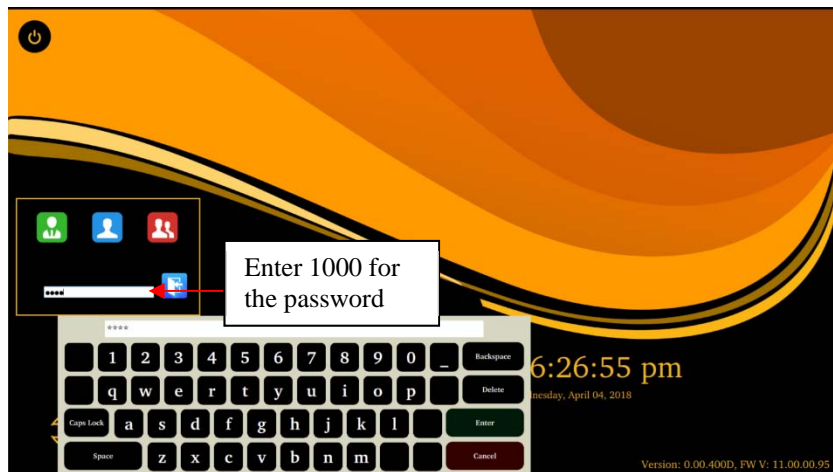 Enter 1000 for
the password
••••
****
1 2 3 4 5 6 7 8 9 0 _ Backspace
q w e r t y u i o p Delete
Caps Lock a s d f g h j k l Enter
Space z x c v b n m Cancel
6:26:55 pm
nesday, April 04, 2018
Version: 0.00.400D, FW V: 11.00.00.95